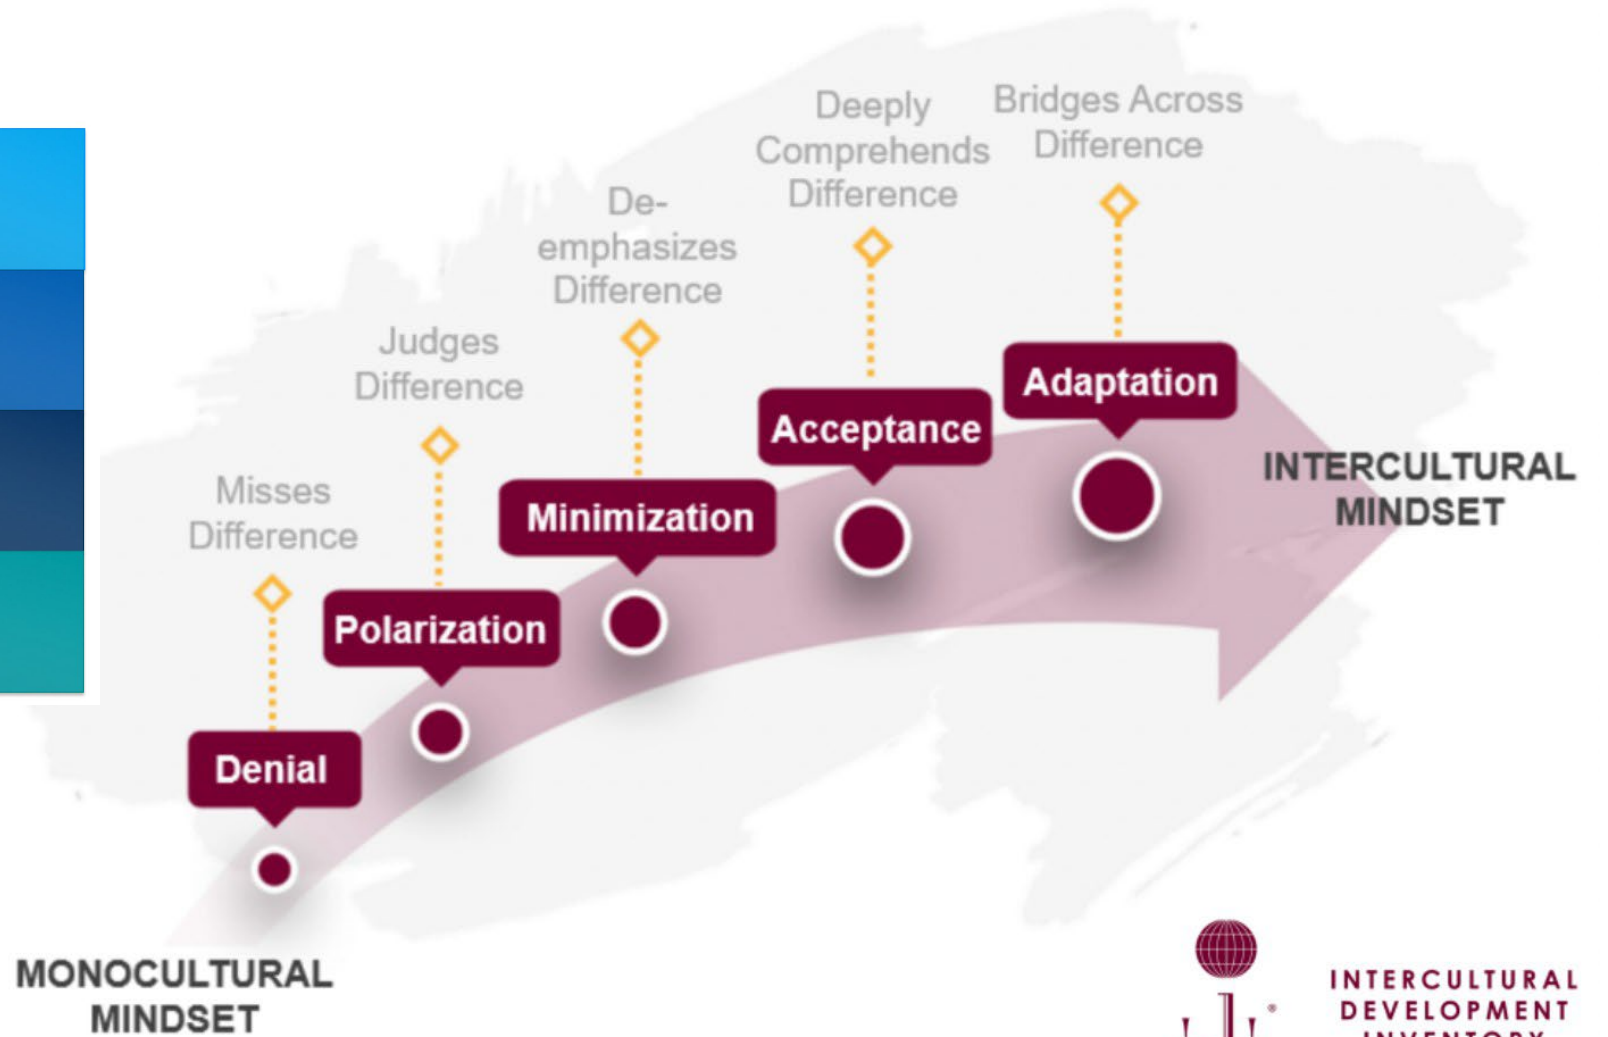 Deeply
Comprehends
Difference
Bridges Across
Difference
De-
emphasizes
Difference
Judges
Difference
Misses
Difference
Adaptation
Acceptance
Minimization
Polarization
Denial
INTERCULTURAL
MINDSET
MONOCULTURAL
MINDSET
INTERCULTURAL
DEVELOPMENT
INVENTORY